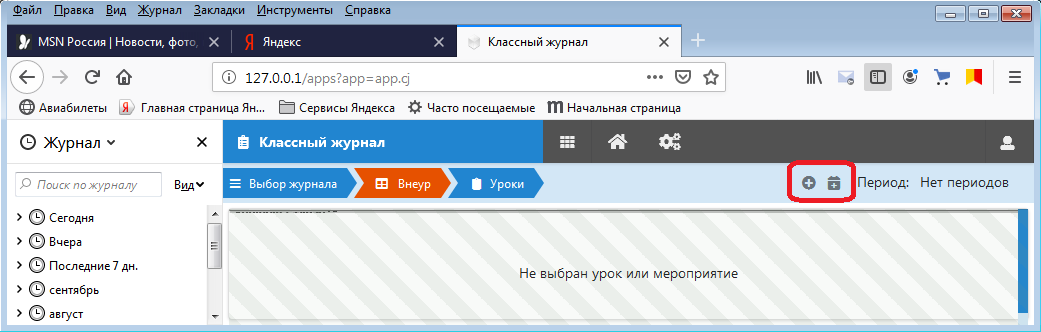 Файл Правка Вид Журнал Закладки Инструменты Справка
MSN Россия | Новости, фото,
Яндекс
Классный журнал
127.0.0.1/apps?app=app.cj
Авиабилеты Главная страница Ян... Сервисы Яндекса Часто посещаемые Начальная страница
Журнал
Классный журнал
Поиск по журналу Вид
Выбор журнала Внеур Уроки
Период: Нет периодов
Сегодня
Вчера
Последние 7 дн.
сентябрь
август
Не выбран урок или мероприятие